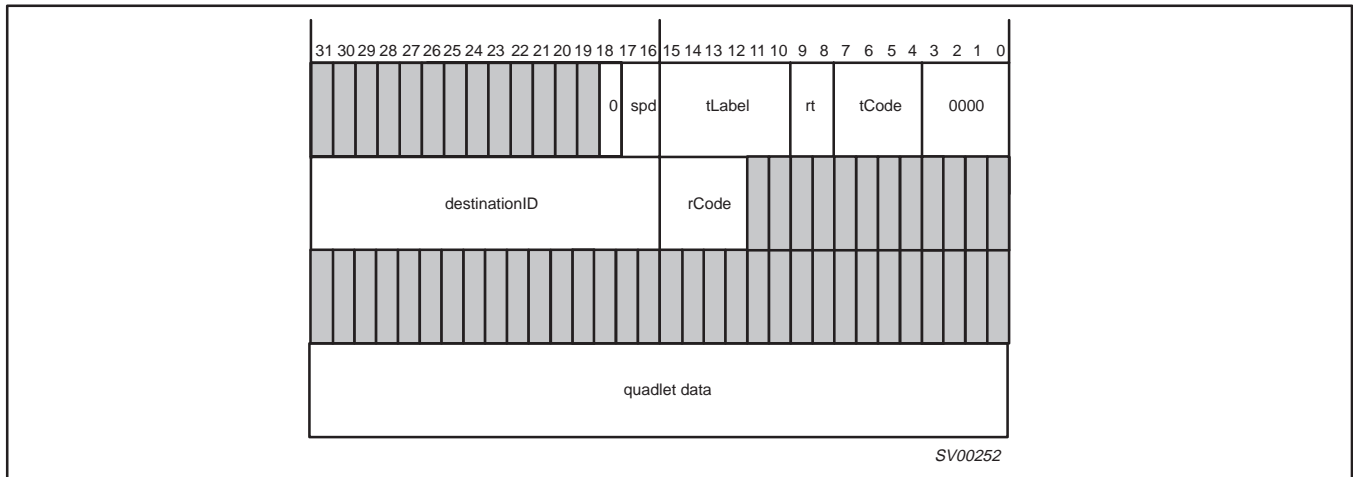 31 30 29 28 27 26 25 24 23 22 21 20 19 18 17 16 15 14 13 12 11 10 9 8 7 6 5 4 3 2 1 0
0 spd tLabel rt tCode 0000
destinationID rCode
quadlet data
SV00252